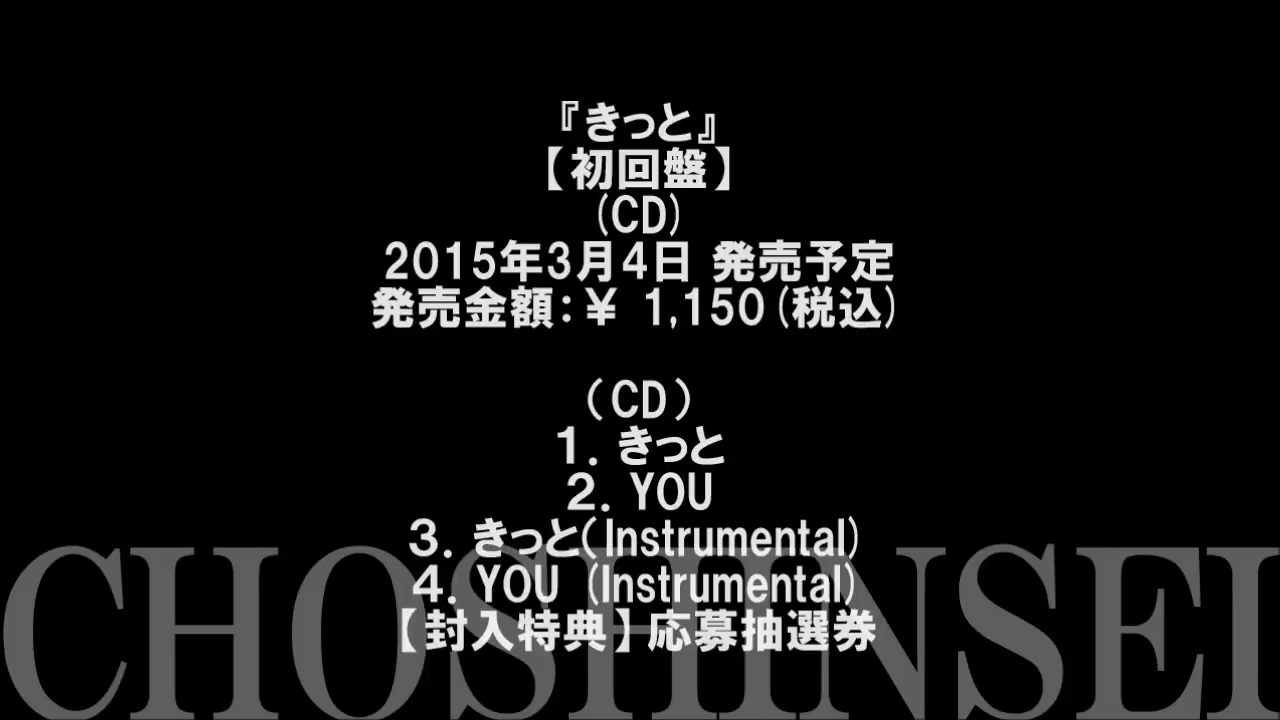 『きっと』
【初回盤】
(CD)
2015年3月4日 発売予定
発売金額:¥ 1,150(税込)
(CD)
1. きっと
2. YOU
3. きっと(Instrumental)
4. YOU (Instrumental)
【封入特典】応募抽選券
CHOSHINSEI